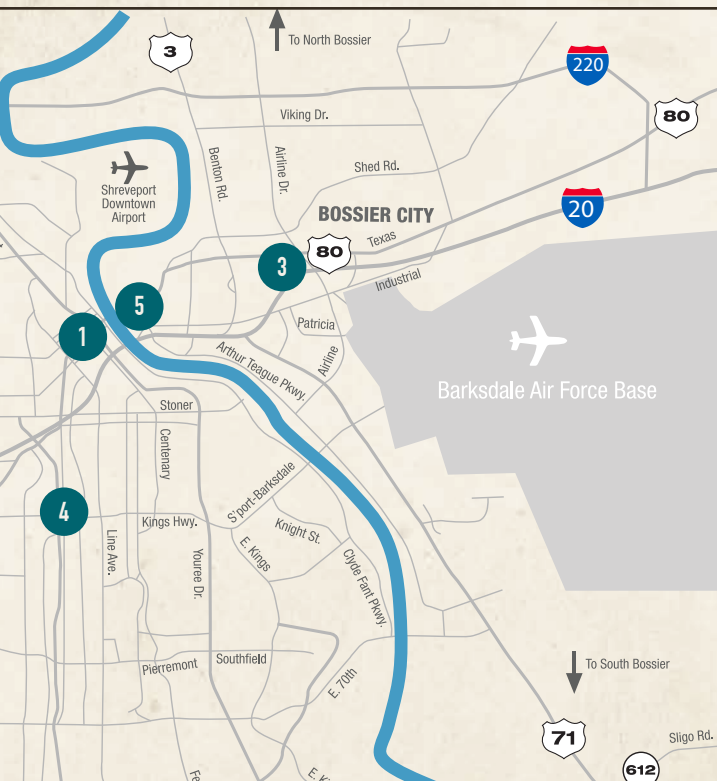 3
To North Bossier
220
80
Viking Dr.
Benton Rd.
Airline Dr.
Shed Rd.
Shreveport
Downtown
Airport
BOSSIER CITY
20
80
Texas
3
Industrial
5
1
Patricia
Airline
Arthur Teague Pkwy.
Barksdale Air Force Base
Stoner
Centenary
S'port-Barksdale
4
Kings Hwy.
Knight St.
Line Ave.
Youree Dr.
E. Kings
Clyde Fant Pkwy.
Pierremont
Southfield
E. 70th
To South Bossier
71
Sligo Rd.
612